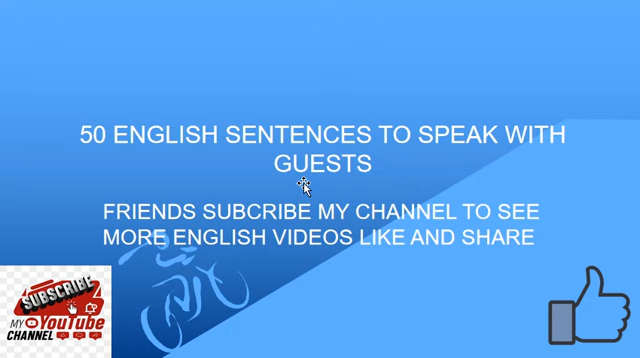 50 ENGLISH SENTENCES TO SPEAK WITH
GUESTS
FRIENDS SUBCRIBE MY CHANNEL TO SEE
MORE ENGLISH VIDEOS LIKE AND SHARE
SUBSCRIBE
MY YouTube
CHANNEL